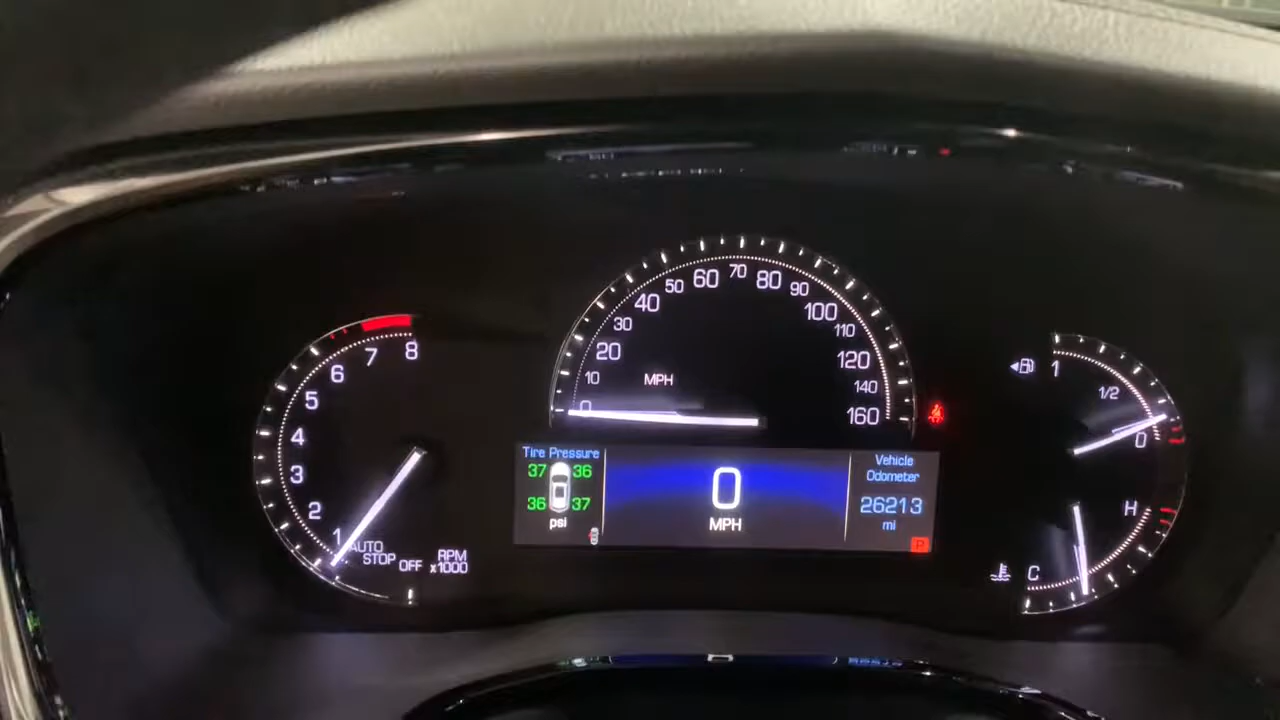 8
7
6
5
4
3
2
1
AUTO
STOP OFF
RPM
x1000
0
10
20
30
40
50
60
70
80
90
100
110
120
140
160
MPH
Tire Pressure
37 36
36 37
psi
0
MPH
Vehicle
Odometer
26213
mi
P
1
1/2
0
H
C